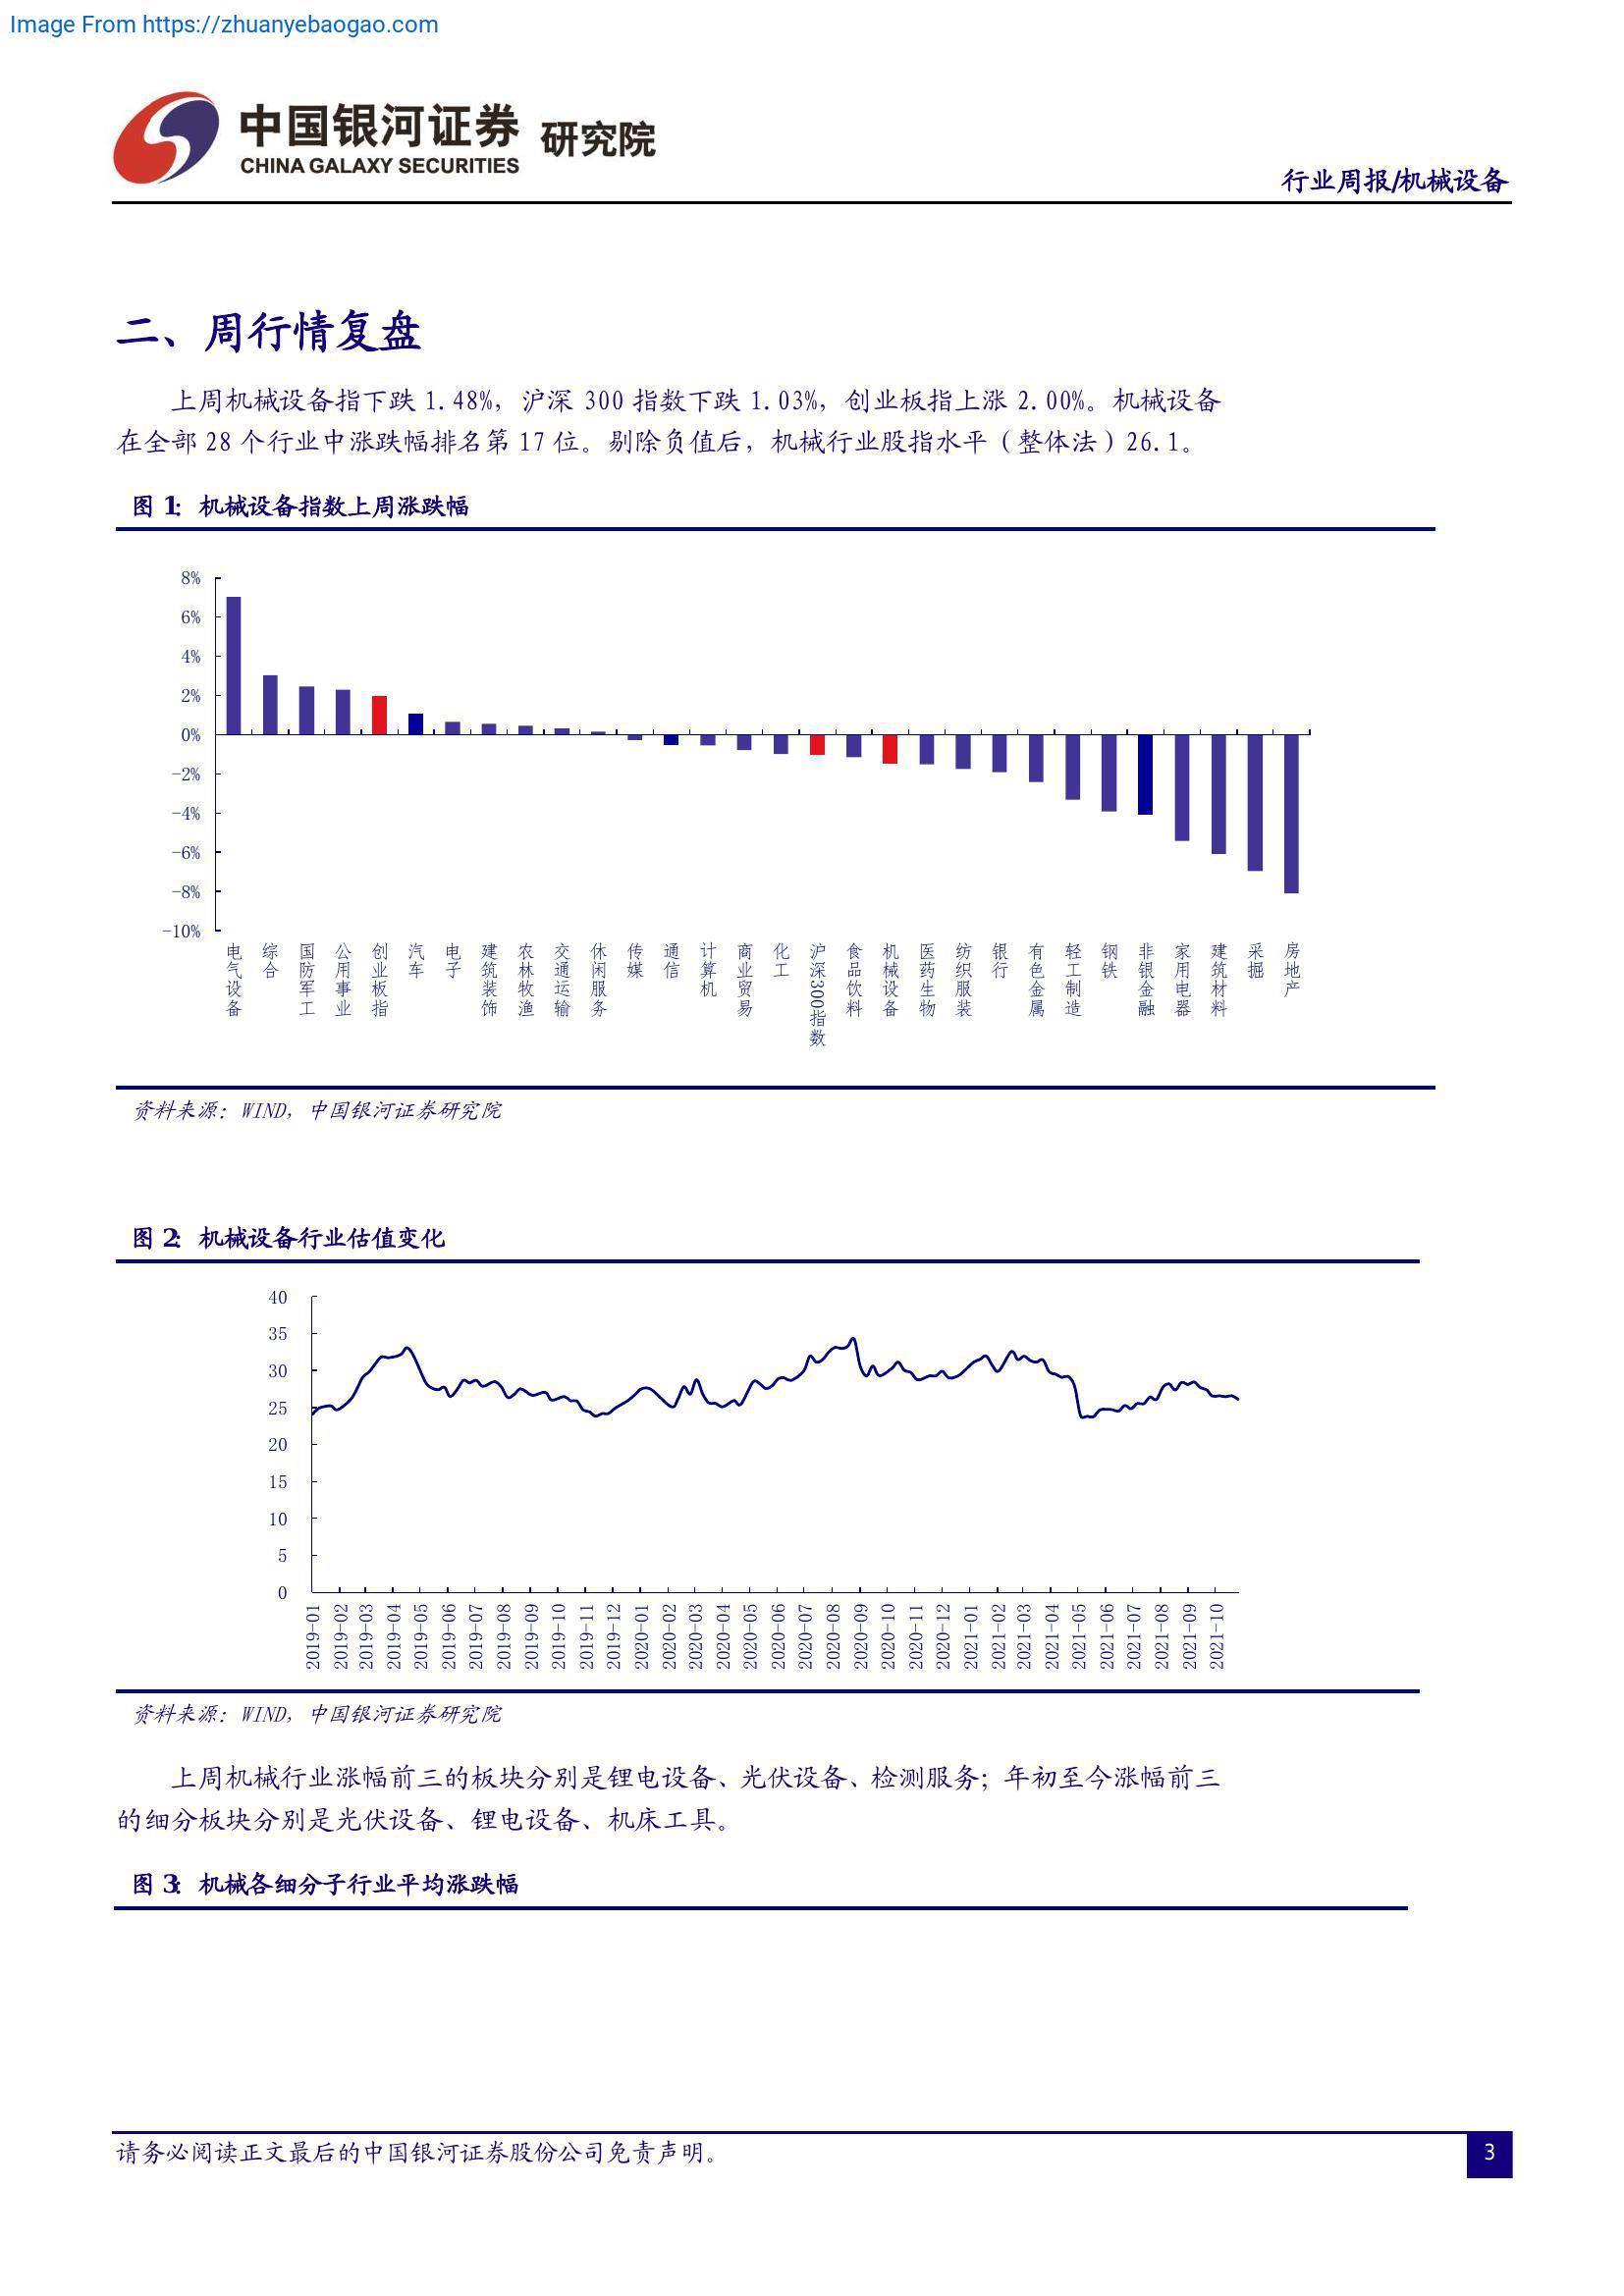 Image From https://zhuanyebaogao.com
中国银河证券 研究院
CHINA GALAXY SECURITIES
行业周报/机械设备
二、周行情复盘
上周机械设备指下跌 1.48%，沪深 300 指数下跌 1.03%，创业板指上涨 2.00%。机械设备
在全部 28 个行业中涨跌幅排名第 17 位。剔除负值后，机械行业股指水平（整体法）26.1。
图 1：机械设备指数上周涨跌幅
8%
6%
4%
2%
0%
-2%
-4%
-6%
-8%
-10%
电气设备
综合
国防军工
公用事业
创业板指
汽车
电子
建筑装饰
农林牧渔
交通运输
休闲服务
传媒
通信
计算机
商业贸易
化工
沪深300指数
食品饮料
机械设备
医药生物
纺织服装
银行
有色金属
轻工制造
钢铁
非银金融
家用电器
建筑材料
采掘
房地产
资料来源：WIND，中国银河证券研究院
图 2：机械设备行业估值变化
40
35
30
25
20
15
10
5
0
2019-01
2019-02
2019-03
2019-04
2019-05
2019-06
2019-07
2019-08
2019-09
2019-10
2019-11
2019-12
2020-01
2020-02
2020-03
2020-04
2020-05
2020-06
2020-07
2020-08
2020-09
2020-10
2020-11
2020-12
2021-01
2021-02
2021-03
2021-04
2021-05
2021-06
2021-07
2021-08
2021-09
2021-10
资料来源：WIND，中国银河证券研究院
上周机械行业涨幅前三的板块分别是锂电设备、光伏设备、检测服务；年初至今涨幅前三
的细分板块分别是光伏设备、锂电设备、机床工具。
图 3：机械各细分子行业平均涨跌幅
请务必阅读正文最后的中国银河证券股份公司免责声明。
3